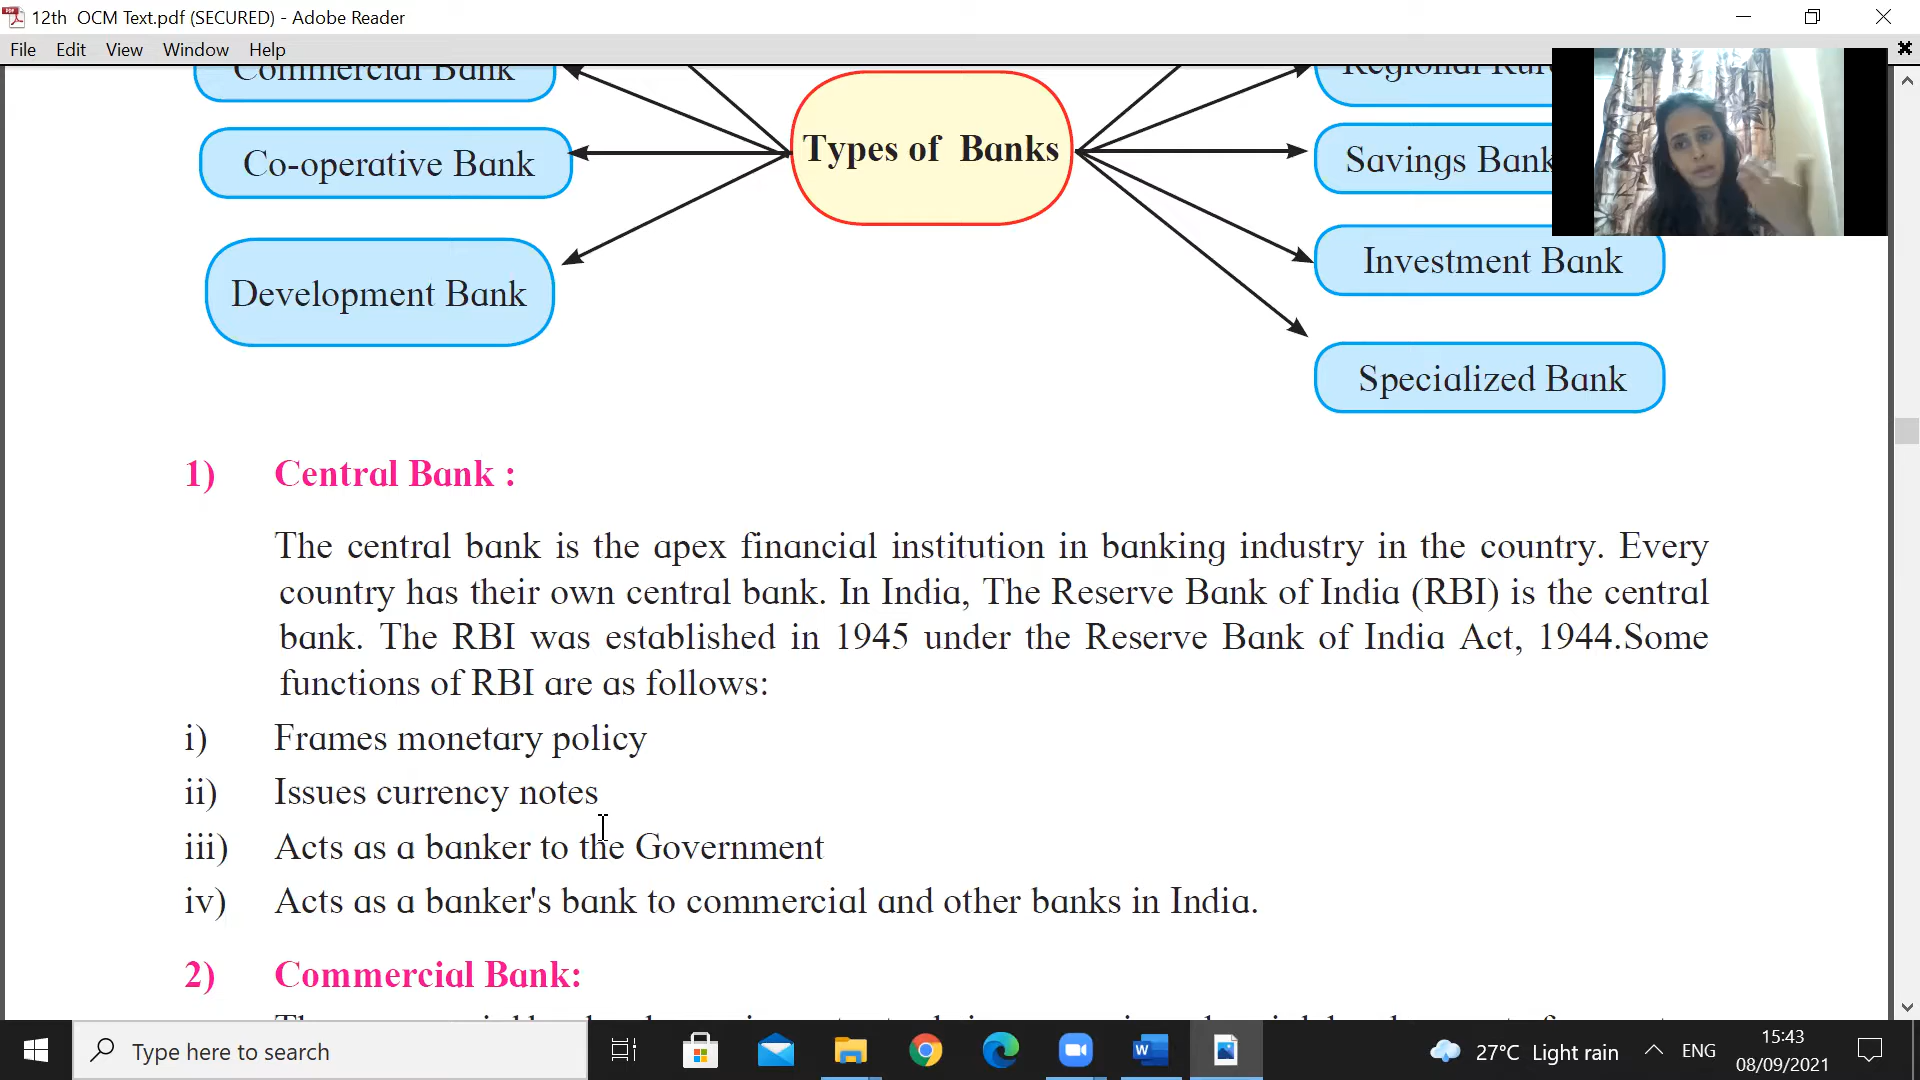 12th OCM Text.pdf (SECURED) - Adobe Reader
File Edit View Window Help
Commercial Bank
Regional Rur
Types of Banks
Co-operative Bank
Savings Bank
Investment Bank
Development Bank
Specialized Bank
1) Central Bank :
The central bank is the apex financial institution in banking industry in the country. Every
country has their own central bank. In India, The Reserve Bank of India (RBI) is the central
bank. The RBI was established in 1945 under the Reserve Bank of India Act, 1944.Some
functions of RBI are as follows:
i) Frames monetary policy
ii) Issues currency notes
iii) Acts as a banker to the Government
iv) Acts as a banker's bank to commercial and other banks in India.
2) Commercial Bank:
Type here to search
27°C Light rain
ENG
15:43
08/09/2021